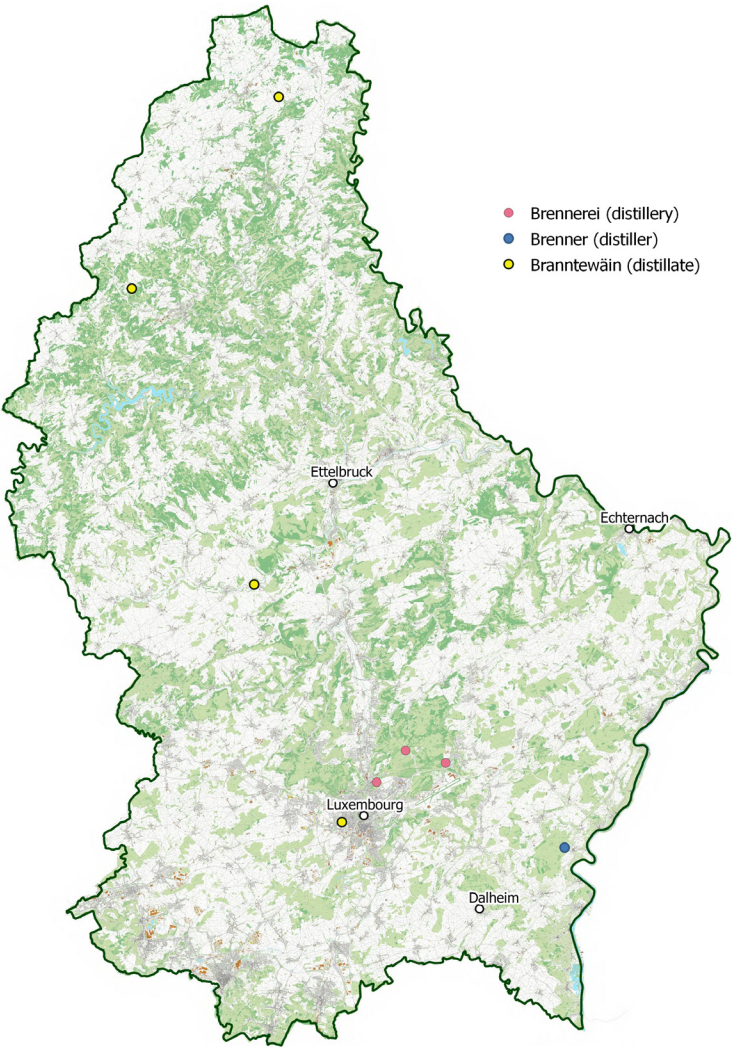 Brennerei (distillery)
Brenner (distiller)
Branntewäin (distillate)
Ettelbruck
Echternach
Luxembourg
Dalheim